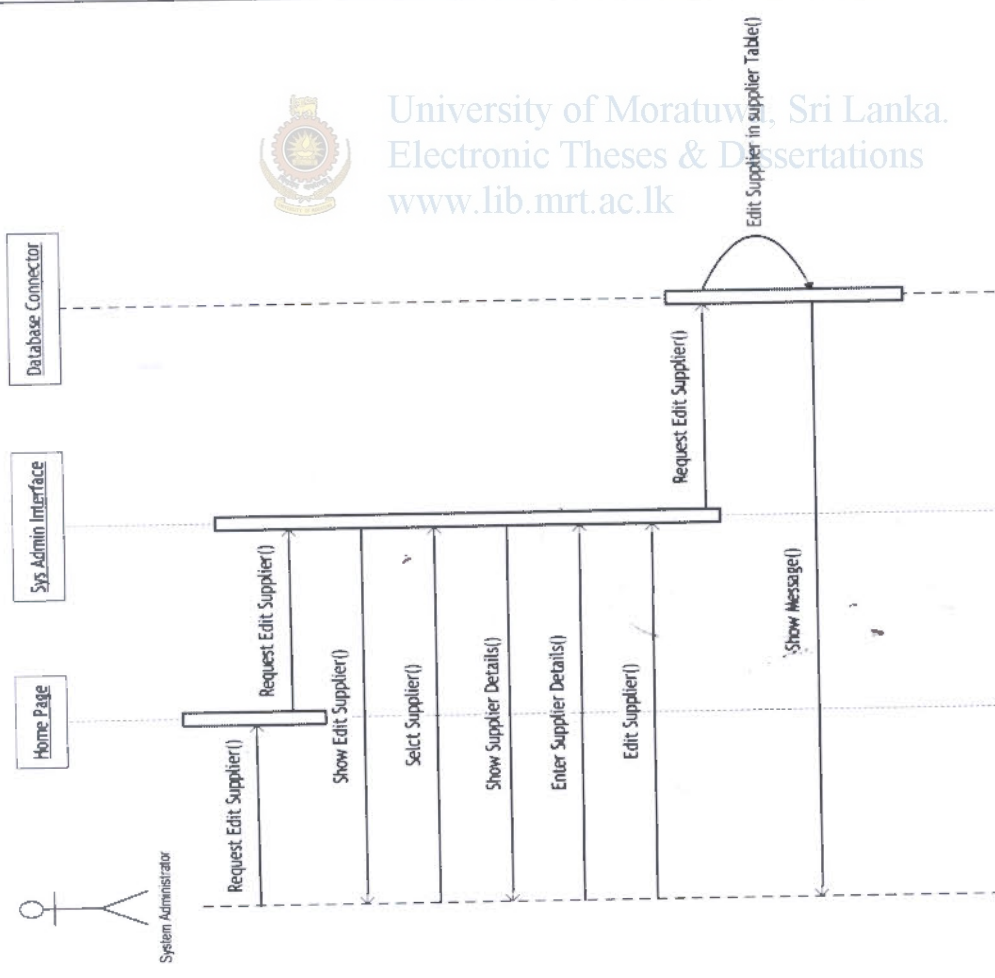 University of Moratuwa, Sri Lanka.
Electronic Theses & Dissertations
www.lib.mrt.ac.lk
System Administrator
Home Page
Sys Admin Interface
Database Connector
Request Edit Supplier()
Request Edit Supplier()
Show Edit Supplier()
Selct Supplier()
Show Supplier Details()
Enter Supplier Details()
Edit Supplier()
Request Edit Supplier()
Edit Supplier in supplier Table()
Show Message()